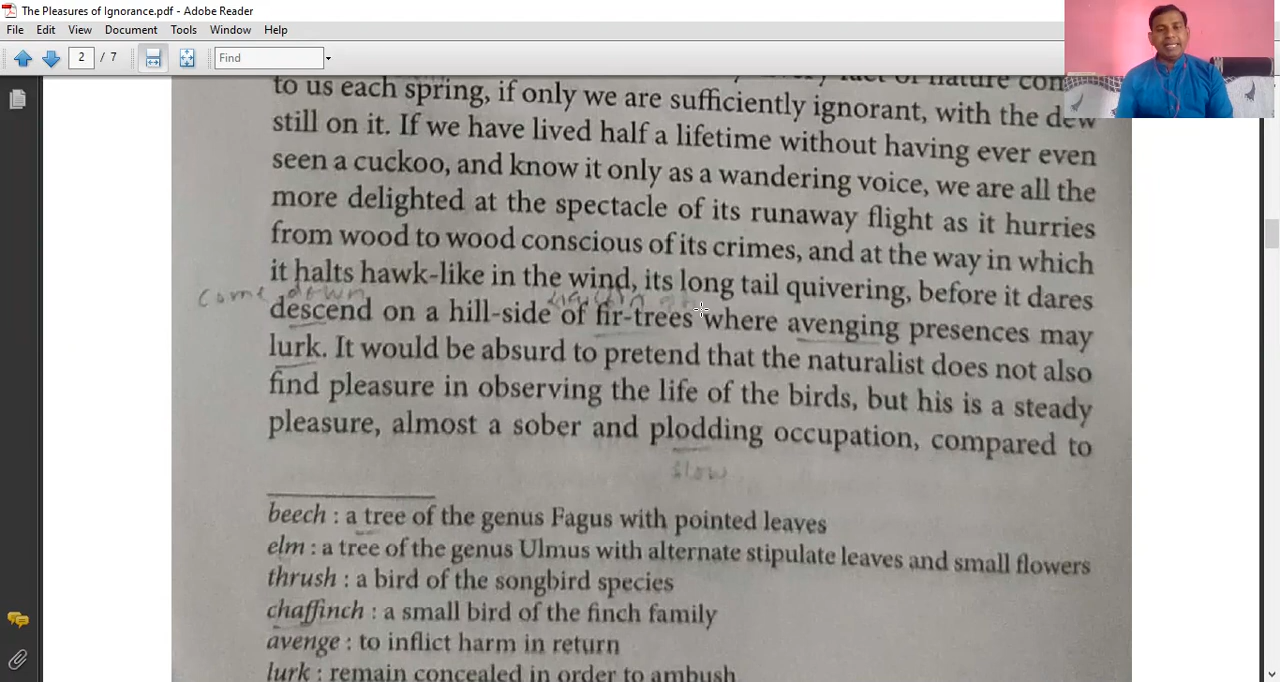 The Pleasures of Ignorance.pdf - Adobe Reader
File Edit View Document Tools Window Help
2 / 7 Find
fact of nature com
to us each spring, if only we are sufficiently ignorant, with the dew
still on it. If we have lived half a lifetime without having ever even
seen a cuckoo, and know it only as a wandering voice, we are all the
more delighted at the spectacle of its runaway flight as it hurries
from wood to wood conscious of its crimes, and at the way in which
it halts hawk-like in the wind, its long tail quivering, before it dares
come down
descend on a hill-side of fir-trees where avenging presences may
lurk. It would be absurd to pretend that the naturalist does not also
find pleasure in observing the life of the birds, but his is a steady
pleasure, almost a sober and plodding occupation, compared to
slow
beech : a tree of the genus Fagus with pointed leaves
elm : a tree of the genus Ulmus with alternate stipulate leaves and small flowers
thrush : a bird of the songbird species
chaffinch : a small bird of the finch family
avenge : to inflict harm in return
lurk : remain concealed in order to ambush